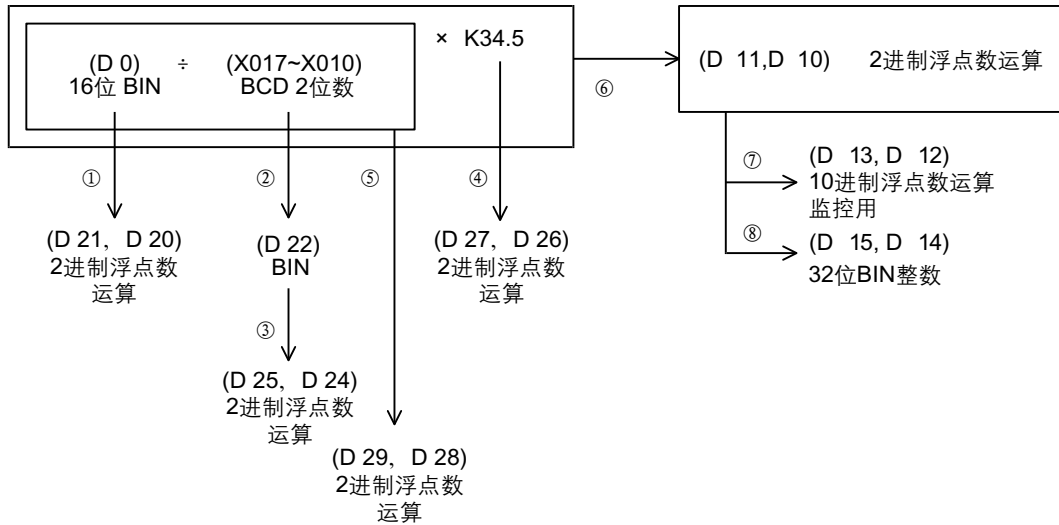 (D 0) ÷ (X017~X010) × K34.5
16位 BIN BCD 2位数
(D 11,D 10) 2进制浮点数运算
⑥
① ② ⑤ ④
⑦ (D 13, D 12)
10进制浮点数运算
监控用
⑧ (D 15, D 14)
32位BIN整数
(D 21, D 20)
2进制浮点数
运算
(D 22)
BIN
(D 27, D 26)
2进制浮点数
运算
③
(D 25, D 24)
2进制浮点数
运算
(D 29, D 28)
2进制浮点数
运算